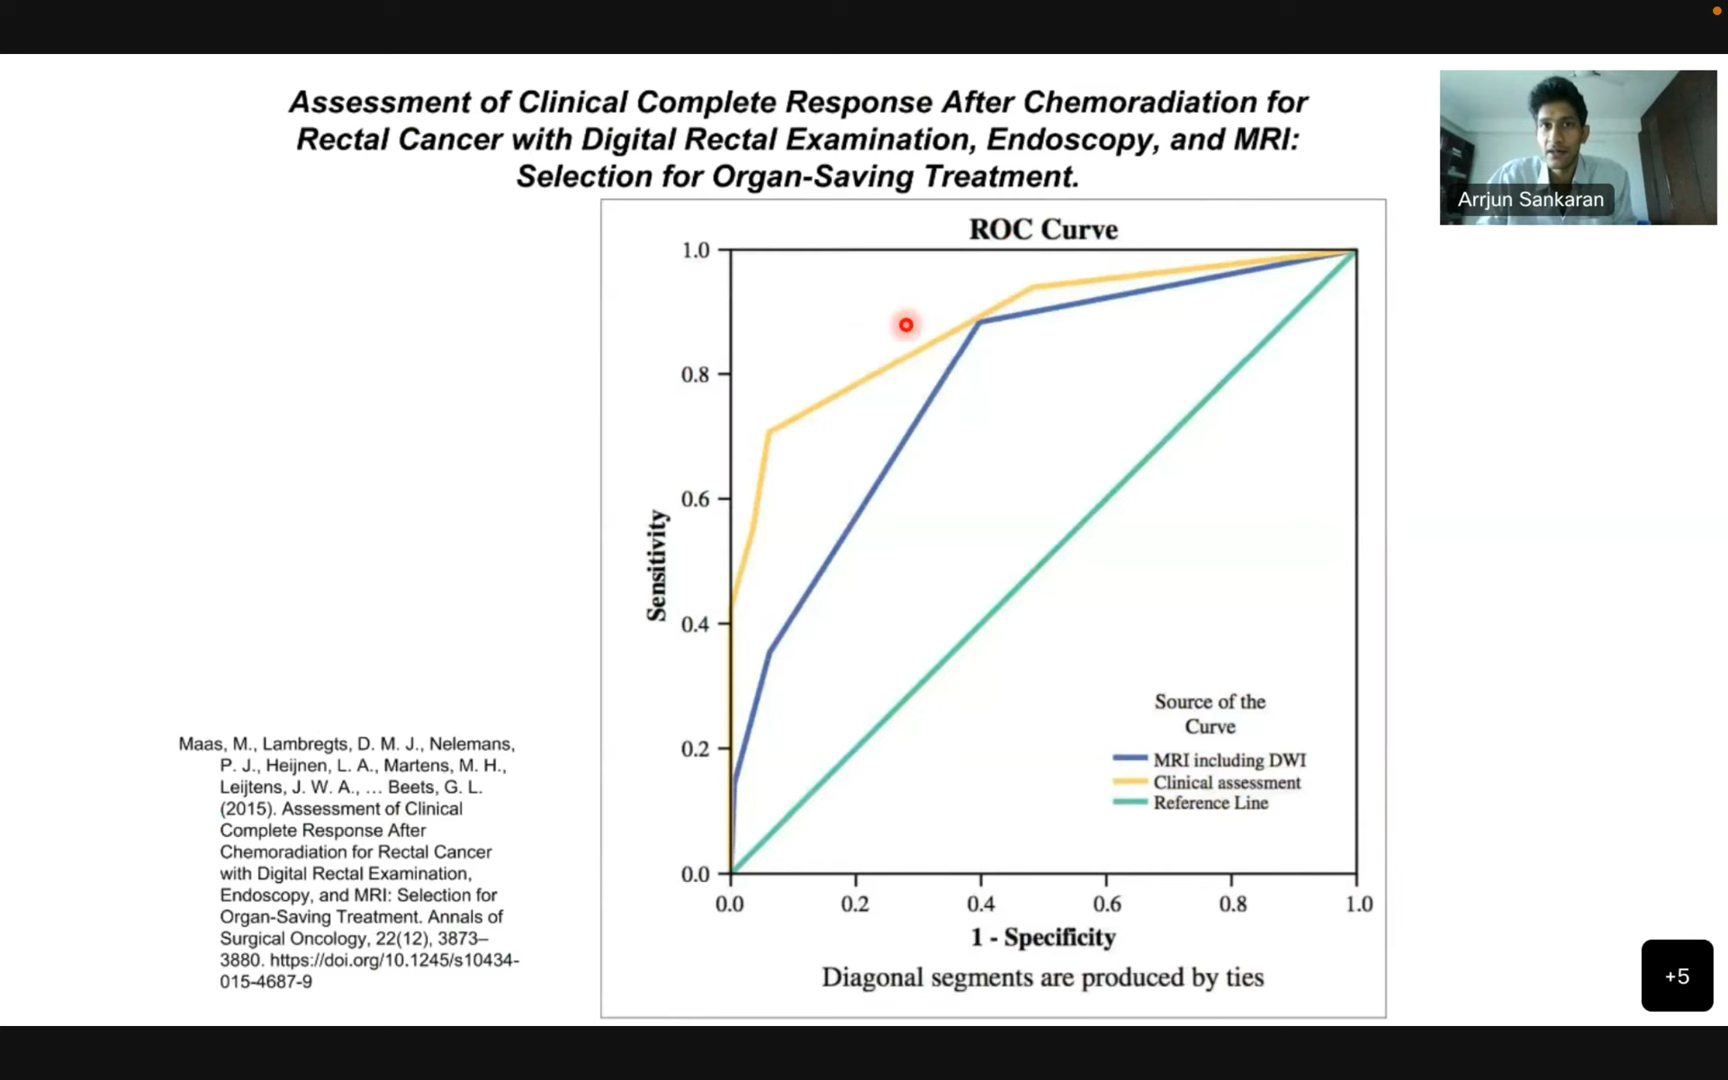 Assessment of Clinical Complete Response After Chemoradiation for
Rectal Cancer with Digital Rectal Examination, Endoscopy, and MRI:
Selection for Organ-Saving Treatment.
Arrjun Sankaran
ROC Curve
1.0
0.8
0.6
0.4
0.2
0.0
Sensitivity
0.0
0.2
0.4
0.6
0.8
1.0
1 - Specificity
Diagonal segments are produced by ties
Source of the
Curve
MRI including DWI
Clinical assessment
Reference Line
Maas, M., Lambregts, D. M. J., Nelemans,
P. J., Heijnen, L. A., Martens, M. H.,
Leijtens, J. W. A., … Beets, G. L.
(2015). Assessment of Clinical
Complete Response After
Chemoradiation for Rectal Cancer
with Digital Rectal Examination,
Endoscopy, and MRI: Selection for
Organ-Saving Treatment. Annals of
Surgical Oncology, 22(12), 3873–
3880. https://doi.org/10.1245/s10434-
015-4687-9
+5